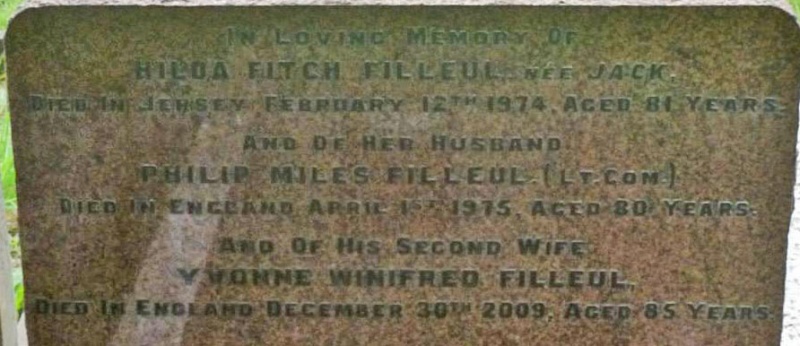 IN LOVING MEMORY OF
HILDA FITCH FILLEUL, NÉE JACK,
DIED IN JERSEY FEBRUARY 12TH 1974, AGED 81 YEARS.
AND OF HER HUSBAND
PHILIP MILES FILLEUL. (LT. COM.)
DIED IN ENGLAND APRIL 1ST 1975, AGED 80 YEARS.
AND OF HIS SECOND WIFE
YVONNE WINIFRED FILLEUL,
DIED IN ENGLAND DECEMBER 30TH 2009, AGED 85 YEARS.